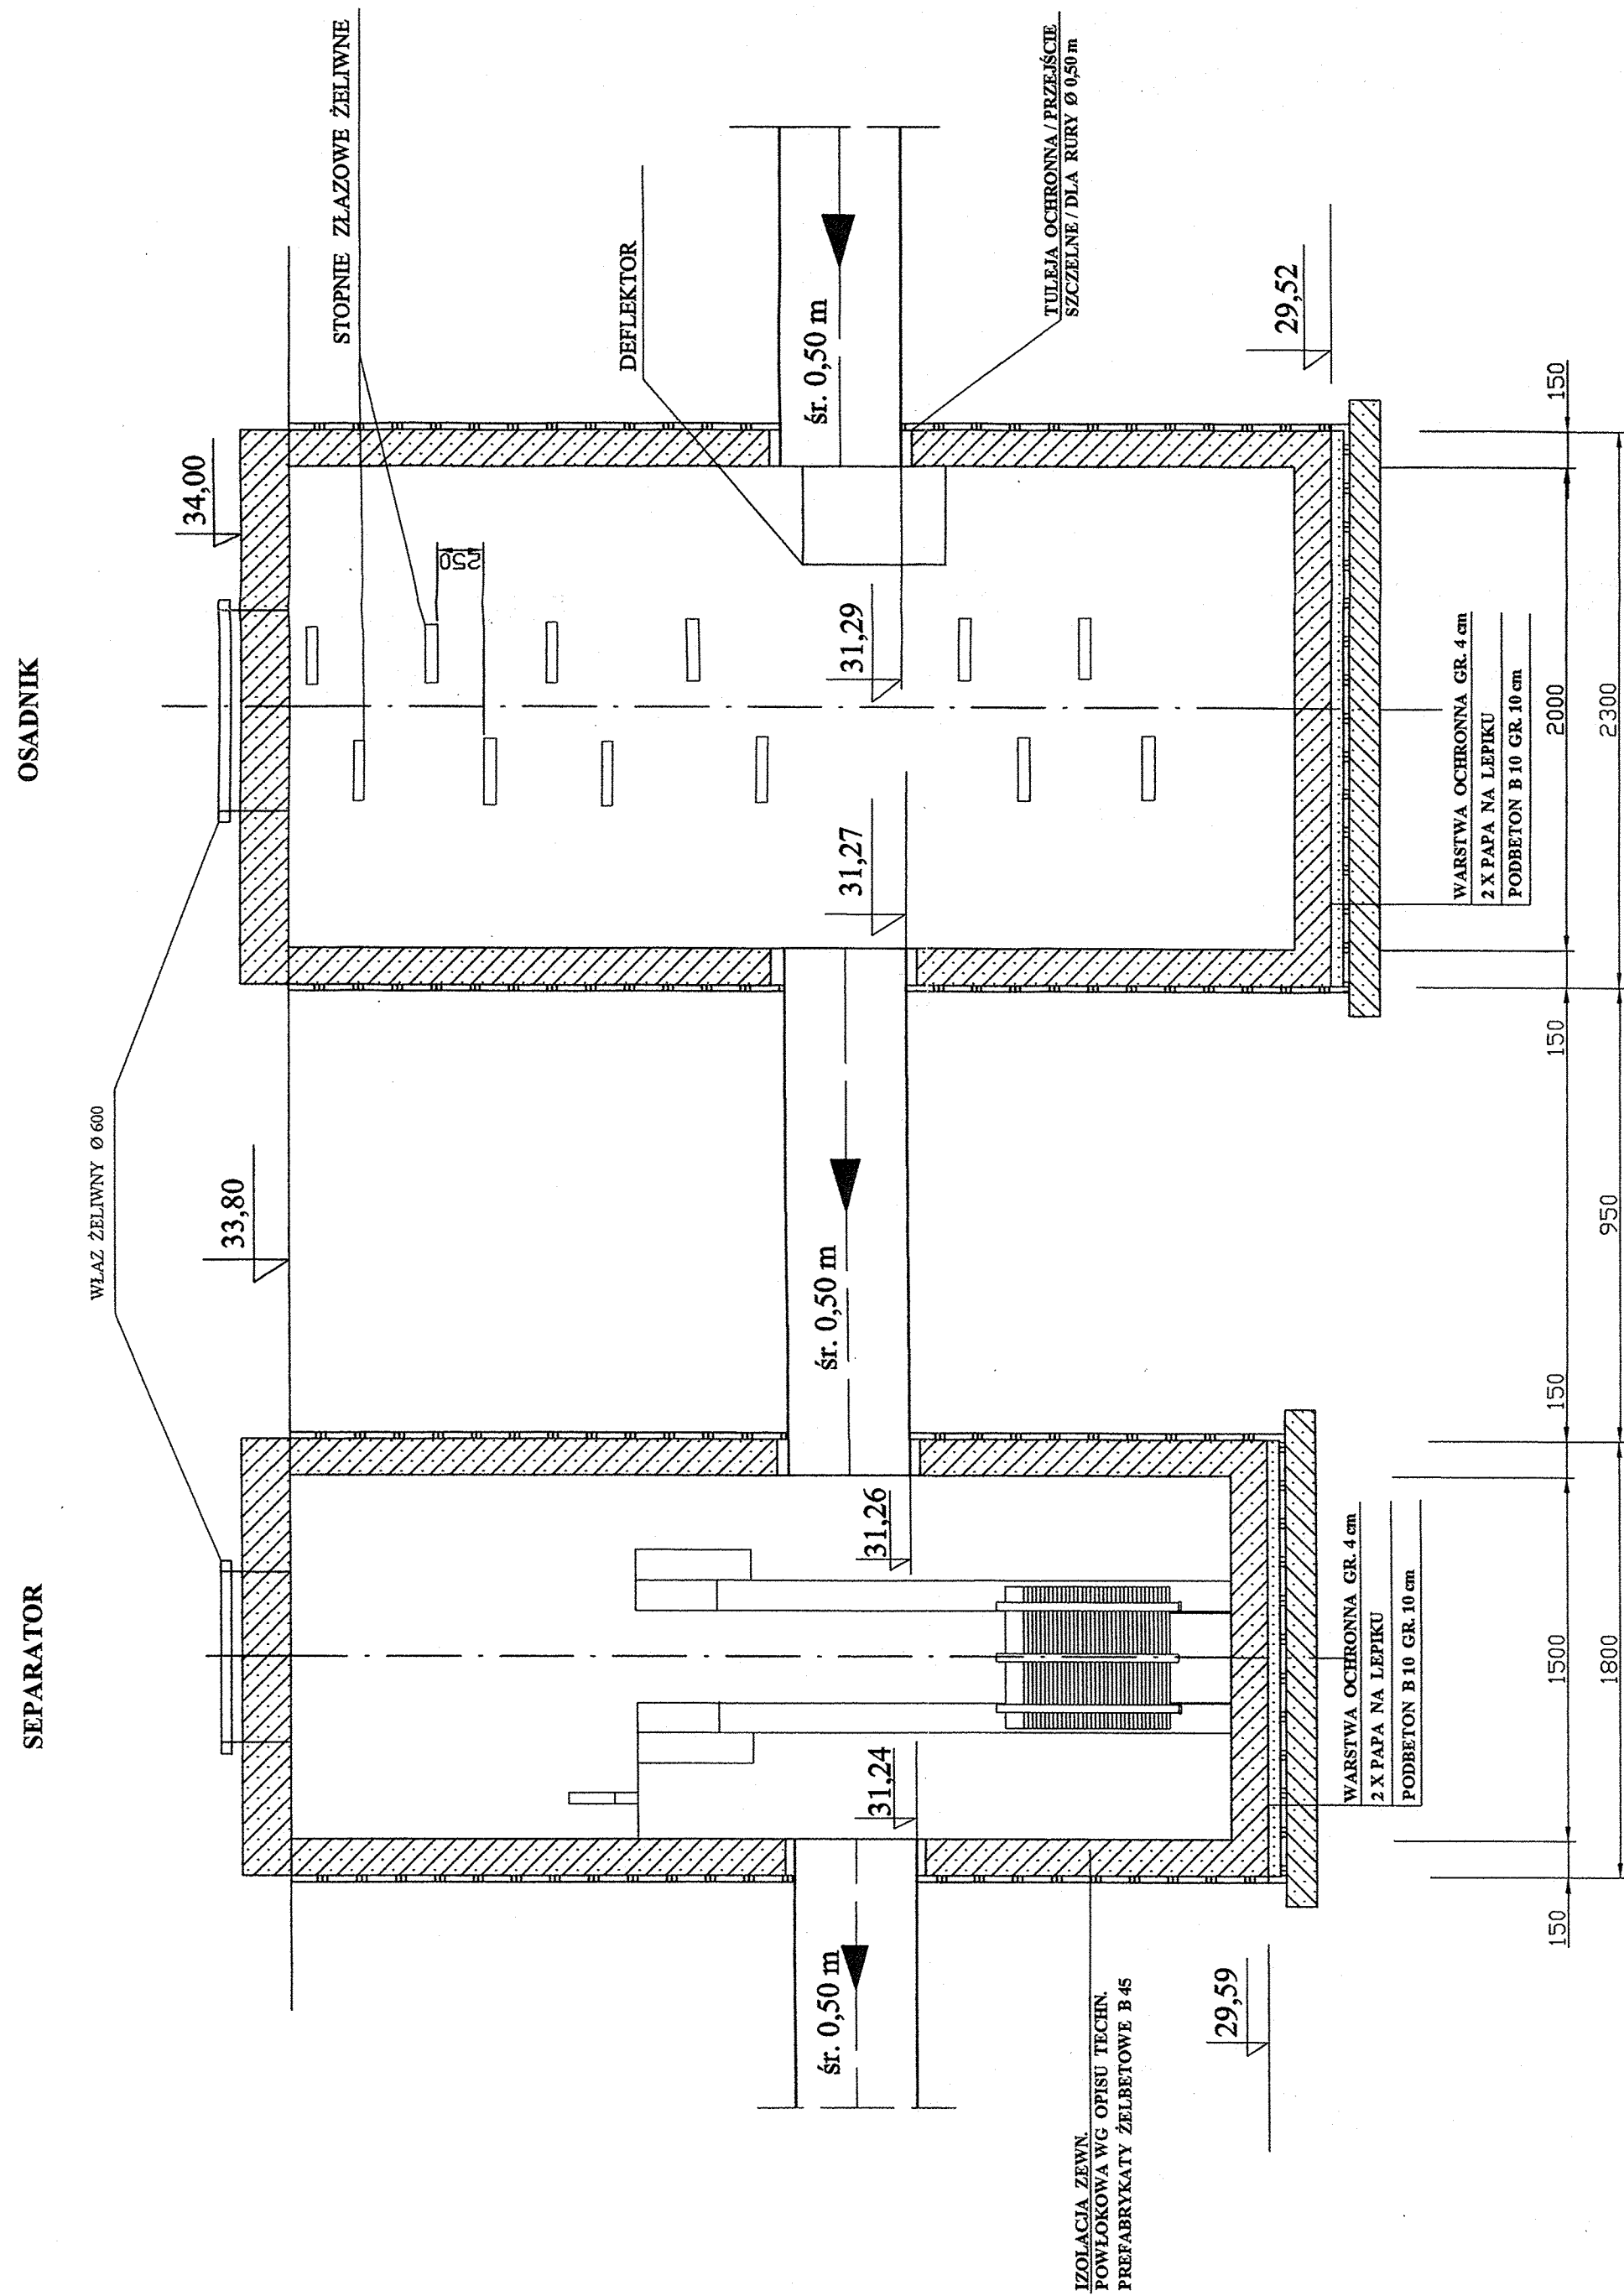 SEPARATOR
OSADNIK
WŁAZ ŻELIWNY Ø 600
34,00
33,80
STOPNIE ZŁAZOWE ŻELIWNE
250
DEFLEKTOR
śr. 0,50 m
śr. 0,50 m
śr. 0,50 m
31,24
31,26
31,27
31,29
TULEJA OCHRONNA / PRZEJŚCIE
SZCZELNE / DLA RURY Ø 0,50 m
IZOLACJA ZEWN.
POWŁOKOWA WG OPISU TECHN.
PREFABRYKATY ŻELBETOWE B 45
29,59
29,52
WARSTWA OCHRONNA GR. 4 cm
2 X PAPA NA LEPIKU
PODBETON B 10 GR. 10 cm
WARSTWA OCHRONNA GR. 4 cm
2 X PAPA NA LEPIKU
PODBETON B 10 GR. 10 cm
150
1500
150
150
2000
150
1800
950
2300